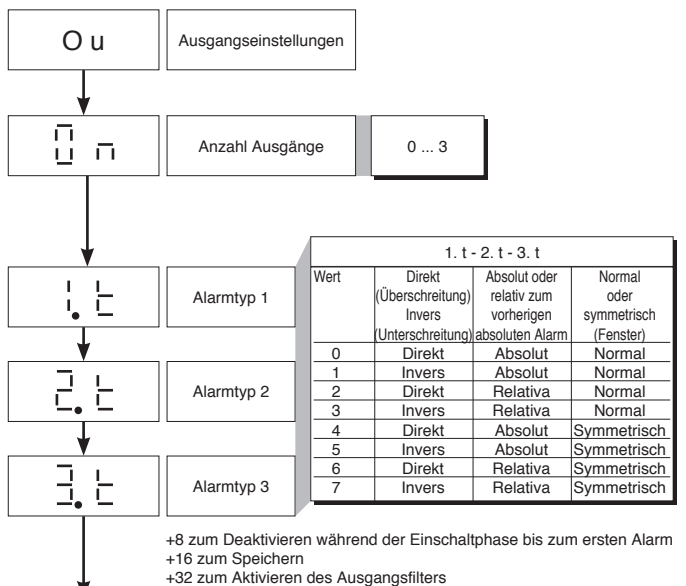 O u
Ausgangseinstellungen
0 n
Anzahl Ausgänge
0 ... 3
1. t - 2. t - 3. t
Wert Direkt Absolut oder Normal
(Überschreitung) relativ zum oder
Invers vorherigen symmetrisch
(Unterschreitung) absoluten Alarm (Fenster)
0 Direkt Absolut Normal
1 Invers Absolut Normal
2 Direkt Relativa Normal
3 Invers Relativa Normal
4 Direkt Absolut Symmetrisch
5 Invers Absolut Symmetrisch
6 Direkt Relativa Symmetrisch
7 Invers Relativa Symmetrisch
1.t
Alarmtyp 1
2.t
Alarmtyp 2
3.t
Alarmtyp 3
+8 zum Deaktivieren während der Einschaltphase bis zum ersten Alarm
+16 zum Speichern
+32 zum Aktivieren des Ausgangsfilters